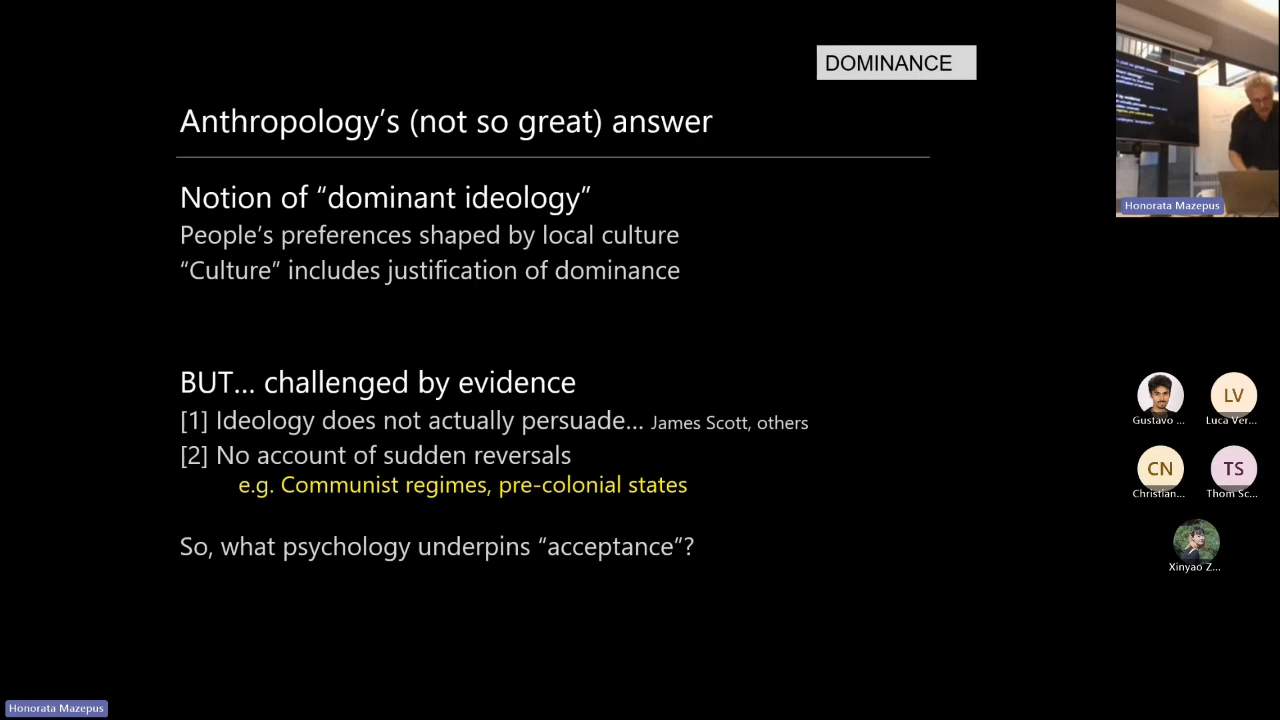 DOMINANCE
Anthropology’s (not so great) answer
Notion of “dominant ideology”
People’s preferences shaped by local culture
“Culture” includes justification of dominance
BUT... challenged by evidence
[1] Ideology does not actually persuade... James Scott, others
[2] No account of sudden reversals
e.g. Communist regimes, pre-colonial states
So, what psychology underpins “acceptance”?
Honorata Mazepus
Gustavo ...
LV
Luca Ver...
CN
Christian...
TS
Thom Sc...
Xinyao Z...
Honorata Mazepus